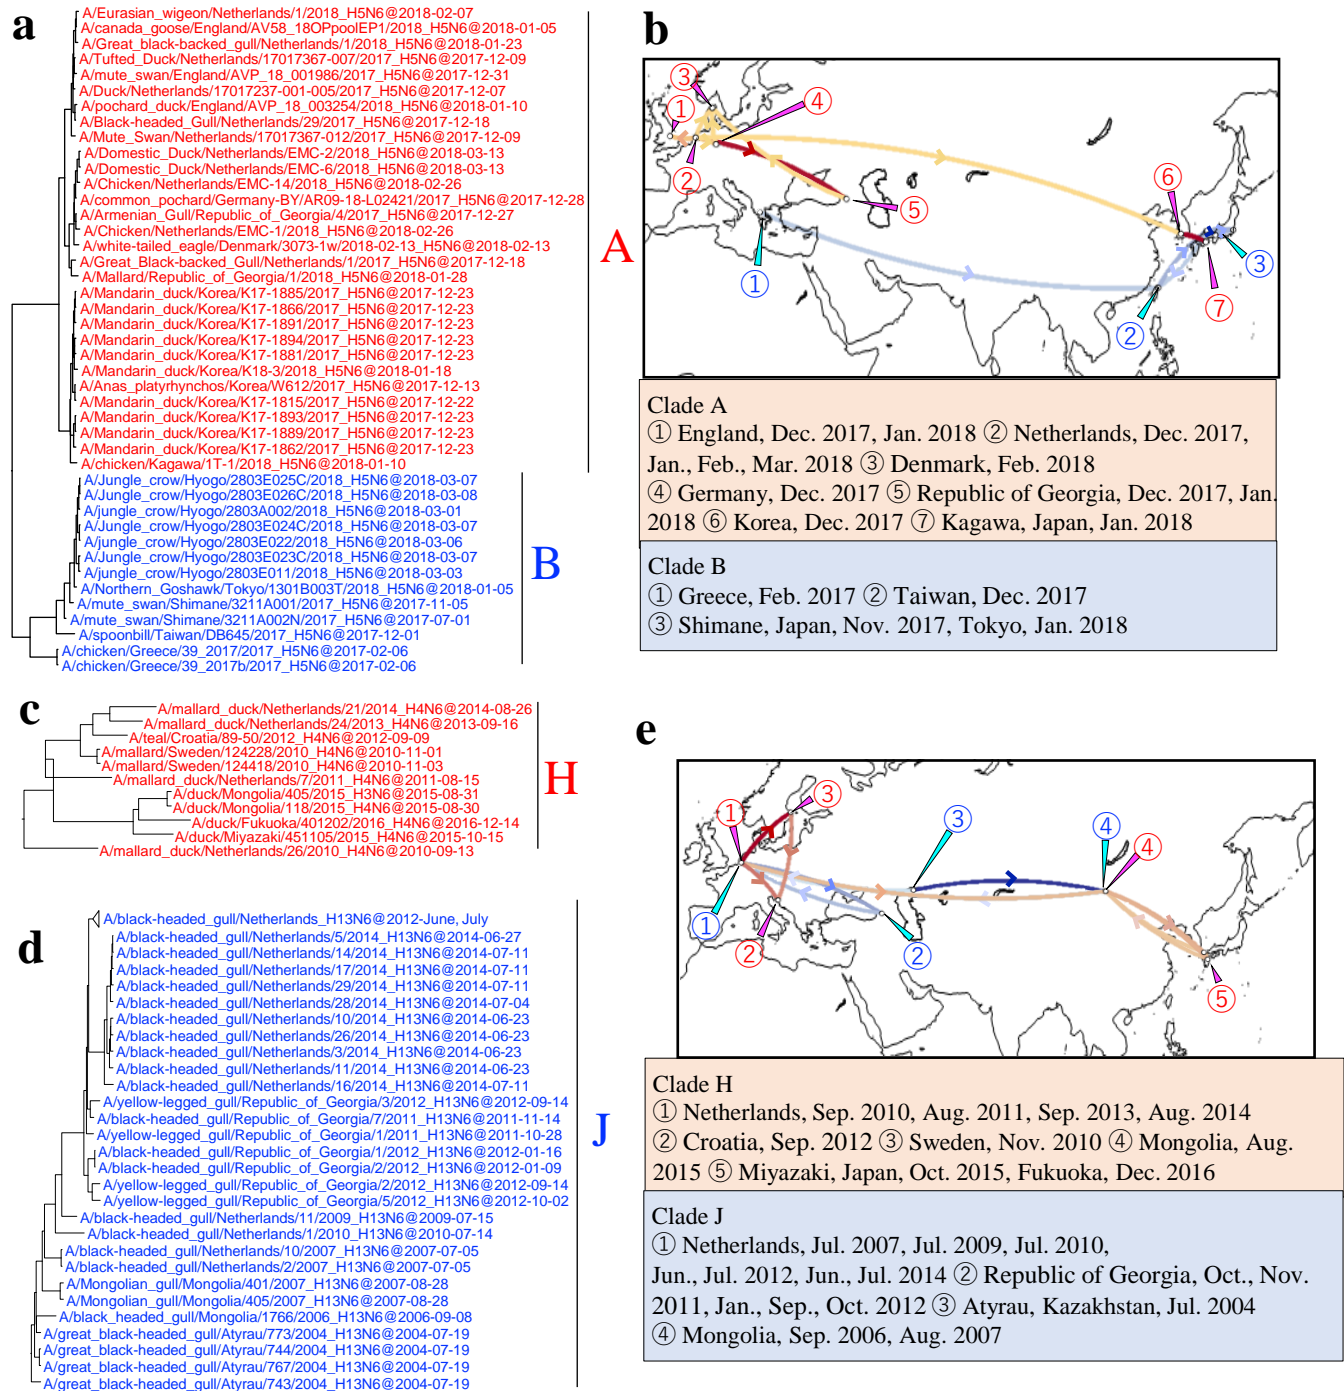 a
A/Eurasian_wigeon/Netherlands/1/2018_H5N6@2018-02-07
A/canada_goose/England/AV58_18OPpoolEP1/2018_H5N6@2018-01-05
A/Great_black-backed_gull/Netherlands/1/2018_H5N6@2018-01-23
A/Tufted_Duck/Netherlands/17017367-007/2017_H5N6@2017-12-09
A/mute_swan/England/AVP_18_001986/2017_H5N6@2017-12-31
A/Duck/Netherlands/17017237-001-005/2017_H5N6@2017-12-07
A/pochard_duck/England/AVP_18_003254/2018_H5N6@2018-01-10
A/Black-headed_Gull/Netherlands/29/2017_H5N6@2017-12-18
A/Mute_Swan/Netherlands/17017367-012/2017_H5N6@2017-12-09
A/Domestic_Duck/Netherlands/EMC-2/2018_H5N6@2018-03-13
A/Domestic_Duck/Netherlands/EMC-6/2018_H5N6@2018-03-13
A/Chicken/Netherlands/EMC-14/2018_H5N6@2018-02-26
A/common_pochard/Germany-BY/AR09-18-L02421/2017_H5N6@2017-12-28
A/Armenian_Gull/Republic_of_Georgia/4/2017_H5N6@2017-12-27
A/Chicken/Netherlands/EMC-1/2018_H5N6@2018-02-26
A/white-tailed_eagle/Denmark/3073-1w/2018-02-13_H5N6@2018-02-13
A/Great_Black-backed_Gull/Netherlands/1/2017_H5N6@2017-12-18
A/Mallard/Republic_of_Georgia/1/2018_H5N6@2018-01-28
A/Mandarin_duck/Korea/K17-1885/2017_H5N6@2017-12-23
A/Mandarin_duck/Korea/K17-1866/2017_H5N6@2017-12-23
A/Mandarin_duck/Korea/K17-1891/2017_H5N6@2017-12-23
A/Mandarin_duck/Korea/K17-1894/2017_H5N6@2017-12-23
A/Mandarin_duck/Korea/K17-1881/2017_H5N6@2017-12-23
A/Mandarin_duck/Korea/K18-3/2018_H5N6@2018-01-18
A/Anas_platyrhynchos/Korea/W612/2017_H5N6@2017-12-13
A/Mandarin_duck/Korea/K17-1815/2017_H5N6@2017-12-22
A/Mandarin_duck/Korea/K17-1893/2017_H5N6@2017-12-23
A/Mandarin_duck/Korea/K17-1889/2017_H5N6@2017-12-23
A/Mandarin_duck/Korea/K17-1862/2017_H5N6@2017-12-23
A/chicken/Kagawa/1T-1/2018_H5N6@2018-01-10
A
A/Jungle_crow/Hyogo/2803E025C/2018_H5N6@2018-03-07
A/Jungle_crow/Hyogo/2803E026C/2018_H5N6@2018-03-08
A/jungle_crow/Hyogo/2803A002/2018_H5N6@2018-03-01
A/Jungle_crow/Hyogo/2803E024C/2018_H5N6@2018-03-07
A/jungle_crow/Hyogo/2803E022/2018_H5N6@2018-03-06
A/Jungle_crow/Hyogo/2803E023C/2018_H5N6@2018-03-07
A/jungle_crow/Hyogo/2803E011/2018_H5N6@2018-03-03
A/Northern_Goshawk/Tokyo/1301B003T/2018_H5N6@2018-01-05
A/mute_swan/Shimane/3211A001/2017_H5N6@2017-11-05
A/mute_swan/Shimane/3211A002N/2017_H5N6@2017-07-01
A/spoonbill/Taiwan/DB645/2017_H5N6@2017-12-01
A/chicken/Greece/39_2017/2017_H5N6@2017-02-06
A/chicken/Greece/39_2017b/2017_H5N6@2017-02-06
B
b
③
①
④
②
⑤
⑥
①
②
③
⑦
Clade A
① England, Dec. 2017, Jan. 2018 ② Netherlands, Dec. 2017,
Jan., Feb., Mar. 2018 ③ Denmark, Feb. 2018
④ Germany, Dec. 2017 ⑤ Republic of Georgia, Dec. 2017, Jan.
2018 ⑥ Korea, Dec. 2017 ⑦ Kagawa, Japan, Jan. 2018
Clade B
① Greece, Feb. 2017 ② Taiwan, Dec. 2017
③ Shimane, Japan, Nov. 2017, Tokyo, Jan. 2018
c
A/mallard_duck/Netherlands/21/2014_H4N6@2014-08-26
A/mallard_duck/Netherlands/24/2013_H4N6@2013-09-16
A/teal/Croatia/89-50/2012_H4N6@2012-09-09
A/mallard/Sweden/124228/2010_H4N6@2010-11-01
A/mallard/Sweden/124418/2010_H4N6@2010-11-03
A/mallard_duck/Netherlands/7/2011_H4N6@2011-08-15
A/duck/Mongolia/405/2015_H3N6@2015-08-31
A/duck/Mongolia/118/2015_H4N6@2015-08-30
A/duck/Fukuoka/401202/2016_H4N6@2016-12-14
A/duck/Miyazaki/451105/2015_H4N6@2015-10-15
A/mallard_duck/Netherlands/26/2010_H4N6@2010-09-13
H
d
A/black-headed_gull/Netherlands_H13N6@2012-June, July
A/black-headed_gull/Netherlands/5/2014_H13N6@2014-06-27
A/black-headed_gull/Netherlands/14/2014_H13N6@2014-07-11
A/black-headed_gull/Netherlands/17/2014_H13N6@2014-07-11
A/black-headed_gull/Netherlands/29/2014_H13N6@2014-07-11
A/black-headed_gull/Netherlands/28/2014_H13N6@2014-07-04
A/black-headed_gull/Netherlands/10/2014_H13N6@2014-06-23
A/black-headed_gull/Netherlands/26/2014_H13N6@2014-06-23
A/black-headed_gull/Netherlands/3/2014_H13N6@2014-06-23
A/black-headed_gull/Netherlands/11/2014_H13N6@2014-06-23
A/black-headed_gull/Netherlands/16/2014_H13N6@2014-07-11
A/yellow-legged_gull/Republic_of_Georgia/3/2012_H13N6@2012-09-14
A/black-headed_gull/Republic_of_Georgia/7/2011_H13N6@2011-11-14
A/yellow-legged_gull/Republic_of_Georgia/1/2011_H13N6@2011-10-28
A/black-headed_gull/Republic_of_Georgia/1/2012_H13N6@2012-01-16
A/black-headed_gull/Republic_of_Georgia/2/2012_H13N6@2012-01-09
A/yellow-legged_gull/Republic_of_Georgia/2/2012_H13N6@2012-09-14
A/yellow-legged_gull/Republic_of_Georgia/5/2012_H13N6@2012-10-02
A/black-headed_gull/Netherlands/11/2009_H13N6@2009-07-15
A/black-headed_gull/Netherlands/1/2010_H13N6@2010-07-14
A/black-headed_gull/Netherlands/10/2007_H13N6@2007-07-05
A/black-headed_gull/Netherlands/2/2007_H13N6@2007-07-05
A/Mongolian_gull/Mongolia/401/2007_H13N6@2007-08-28
A/Mongolian_gull/Mongolia/405/2007_H13N6@2007-08-28
A/black_headed_gull/Mongolia/1766/2006_H13N6@2006-09-08
A/great_black-headed_gull/Atyrau/773/2004_H13N6@2004-07-19
A/great_black-headed_gull/Atyrau/744/2004_H13N6@2004-07-19
A/great_black-headed_gull/Atyrau/767/2004_H13N6@2004-07-19
A/great_black-headed_gull/Atyrau/743/2004_H13N6@2004-07-19
J
e
①
③
③
④
④
①
②
②
⑤
Clade H
① Netherlands, Sep. 2010, Aug. 2011, Sep. 2013, Aug. 2014
② Croatia, Sep. 2012 ③ Sweden, Nov. 2010 ④ Mongolia, Aug.
2015 ⑤ Miyazaki, Japan, Oct. 2015, Fukuoka, Dec. 2016
Clade J
① Netherlands, Jul. 2007, Jul. 2009, Jul. 2010,
Jun., Jul. 2012, Jun., Jul. 2014 ② Republic of Georgia, Oct., Nov.
2011, Jan., Sep., Oct. 2012 ③ Atyrau, Kazakhstan, Jul. 2004
④ Mongolia, Sep. 2006, Aug. 2007